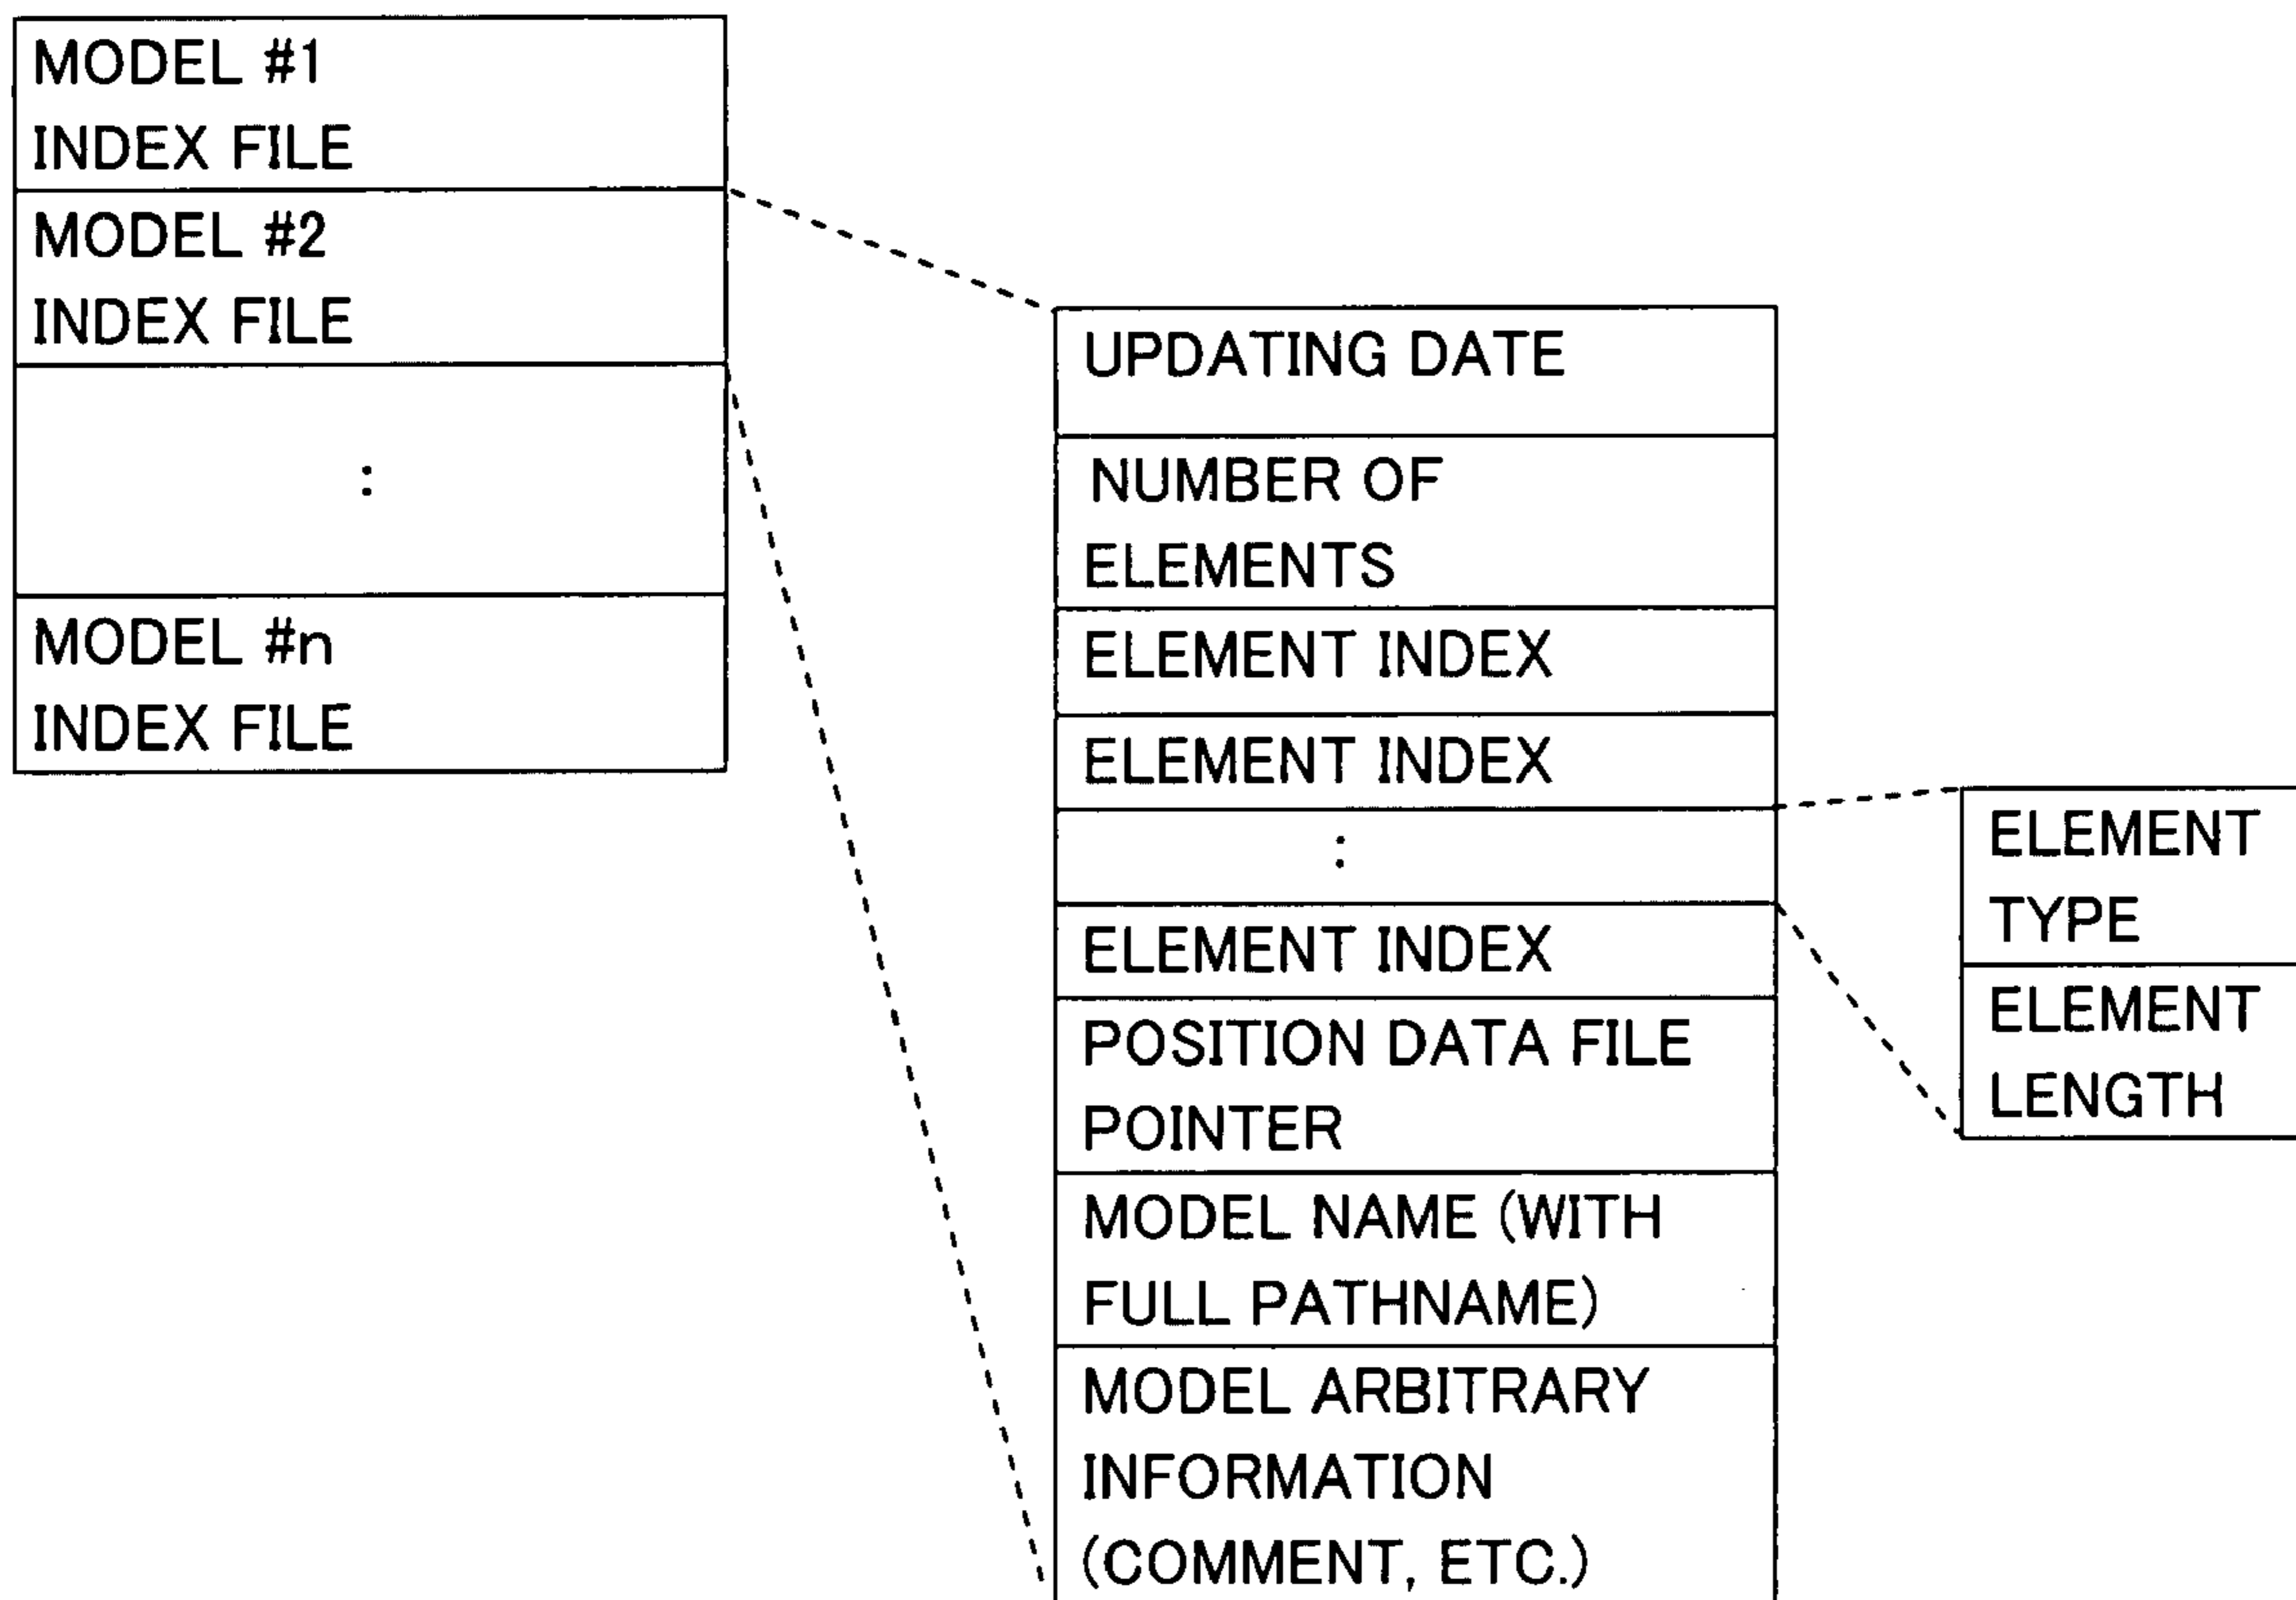 MODEL #1
INDEX FILE
MODEL #2
INDEX FILE
:
MODEL #n
INDEX FILE
UPDATING DATE
NUMBER OF
ELEMENTS
ELEMENT INDEX
ELEMENT INDEX
:
ELEMENT INDEX
POSITION DATA FILE
POINTER
MODEL NAME (WITH
FULL PATHNAME)
MODEL ARBITRARY
INFORMATION
(COMMENT, ETC.)
ELEMENT
TYPE
ELEMENT
LENGTH